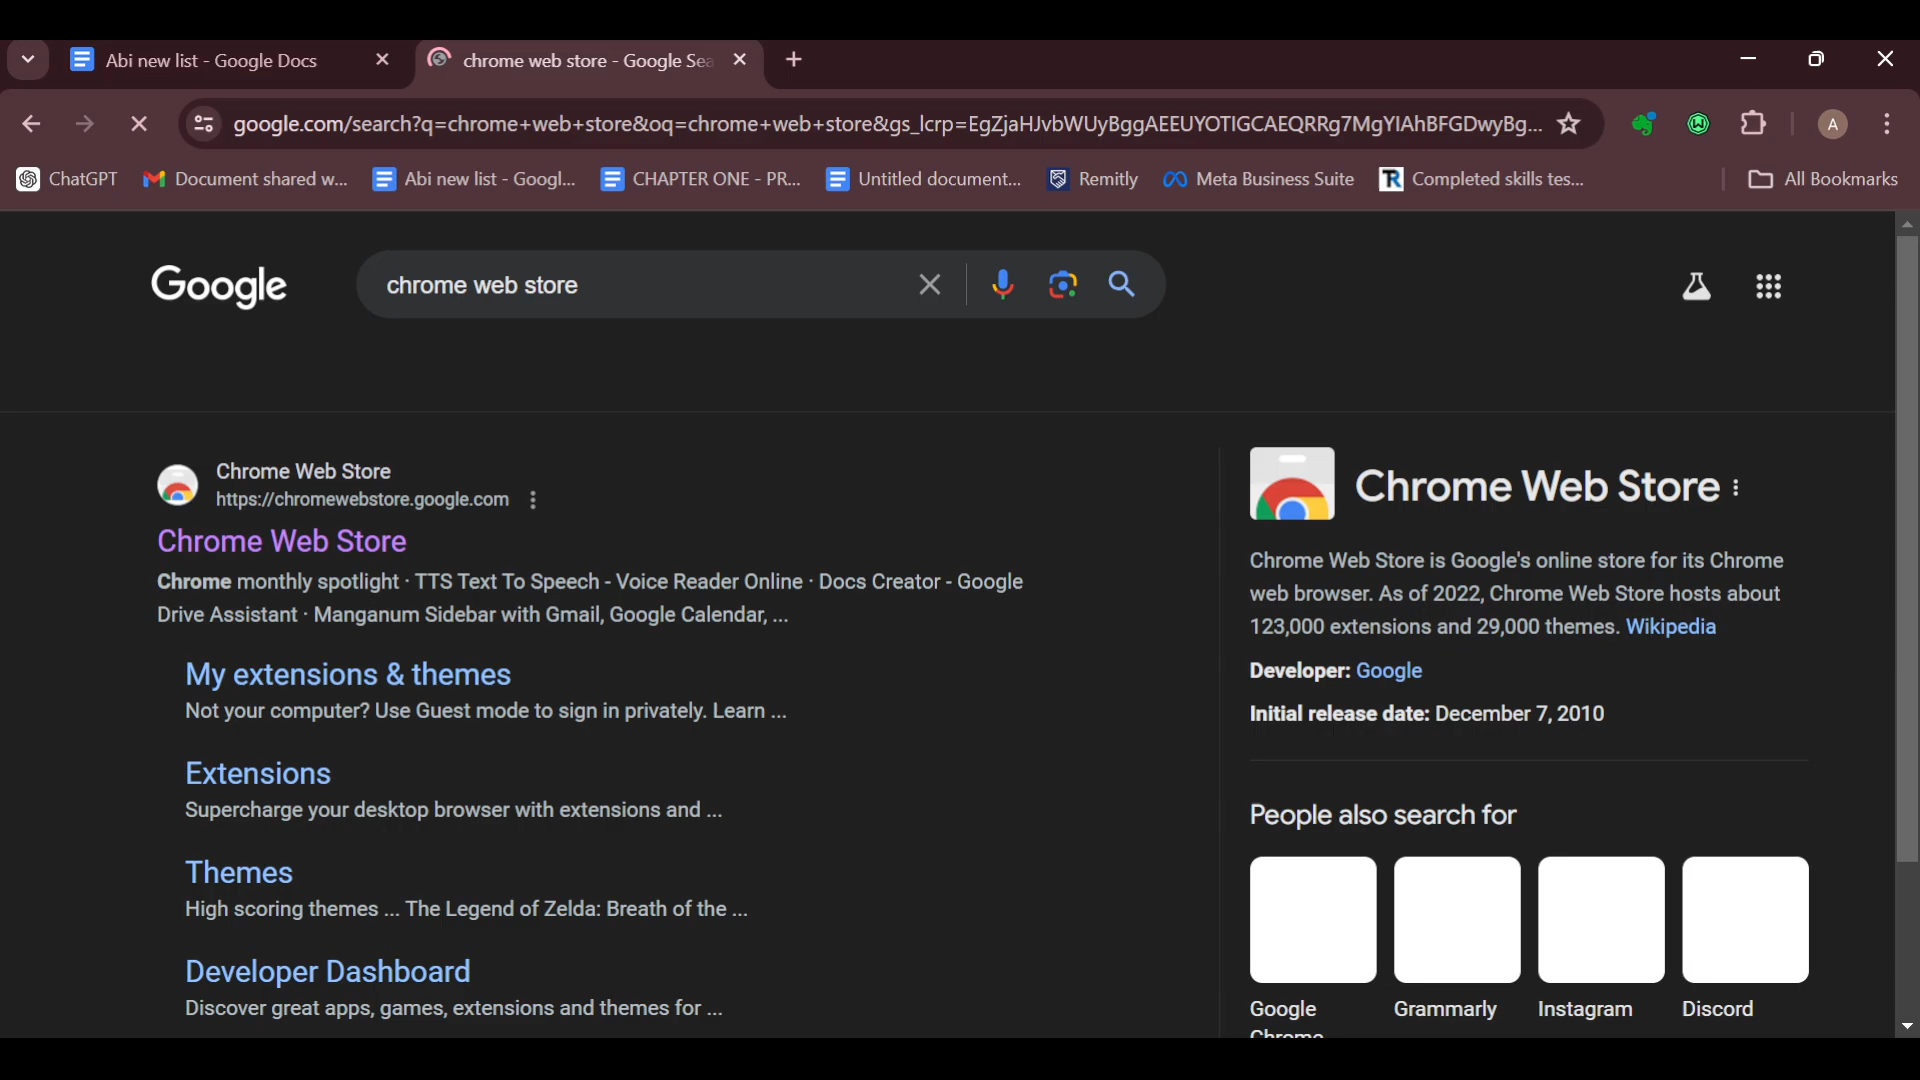 Abi new list - Google Docs
chrome web store - Google Sea
google.com/search?q=chrome+web+store&oq=chrome+web+store&gs_lcrp=EgZjaHJvbWUyBggAEEUYOTIGCAEQRRg7MgYIAhBFGDwyBg...
A
ChatGPT
Document shared w...
Abi new list - Googl...
CHAPTER ONE - PR...
Untitled document...
Remitly
Meta Business Suite
TR
Completed skills tes...
All Bookmarks
Google
chrome web store
Chrome Web Store
https://chromewebstore.google.com
Chrome Web Store
Chrome monthly spotlight · TTS Text To Speech - Voice Reader Online · Docs Creator - Google
Drive Assistant · Manganum Sidebar with Gmail, Google Calendar, ...
My extensions & themes
Not your computer? Use Guest mode to sign in privately. Learn ...
Extensions
Supercharge your desktop browser with extensions and ...
Themes
High scoring themes ... The Legend of Zelda: Breath of the ...
Developer Dashboard
Discover great apps, games, extensions and themes for ...
Chrome Web Store
Chrome Web Store is Google's online store for its Chrome
web browser. As of 2022, Chrome Web Store hosts about
123,000 extensions and 29,000 themes. Wikipedia
Developer: Google
Initial release date: December 7, 2010
People also search for
Google
Chrome
Grammarly
Instagram
Discord